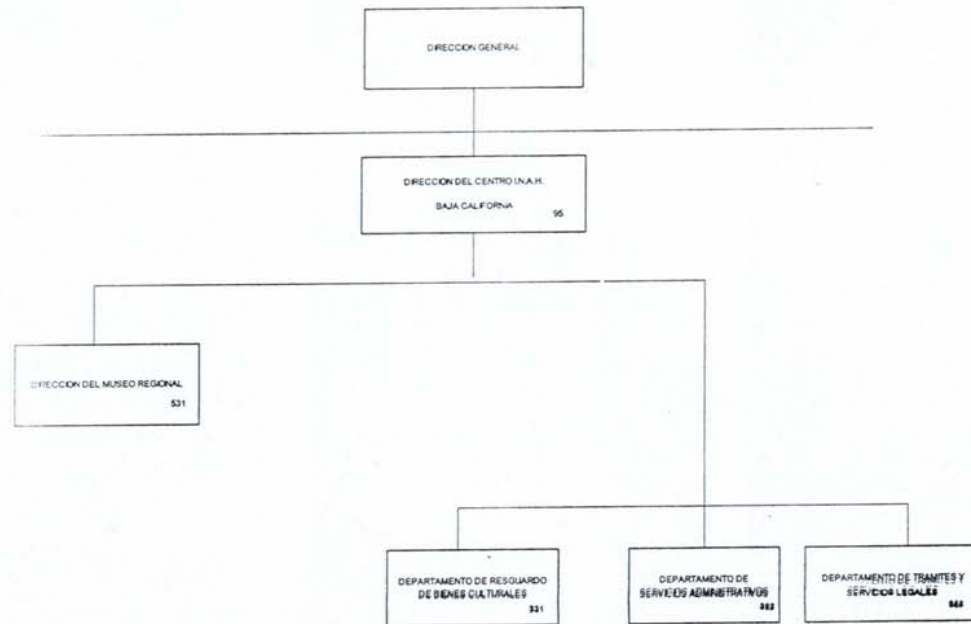 DIRECCION GENERAL
DIRECCION DEL CENTRO I.N.A.H.
BAJA CALIFORNIA
95
DIRECCION DEL MUSEO REGIONAL
531
DEPARTAMENTO DE RESGUARDO
DE BIENES CULTURALES
331
DEPARTAMENTO DE
SERVICIOS ADMINISTRATIVOS
DEPARTAMENTO DE TRAMITES Y
SERVICIOS LEGALES